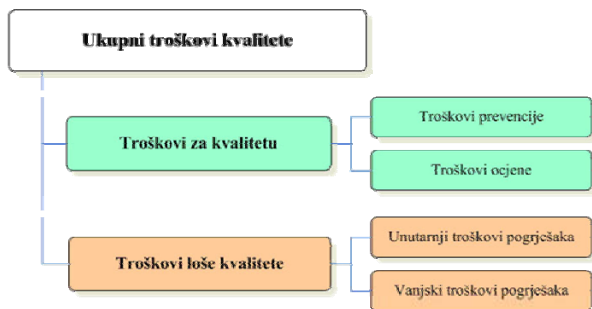 Ukupni troškovi kvalitete
Troškovi za kvalitetu
Troškovi prevencije
Troškovi ocjene
Troškovi loše kvalitete
Unutarnji troškovi pogrješaka
Vanjski troškovi pogrješaka